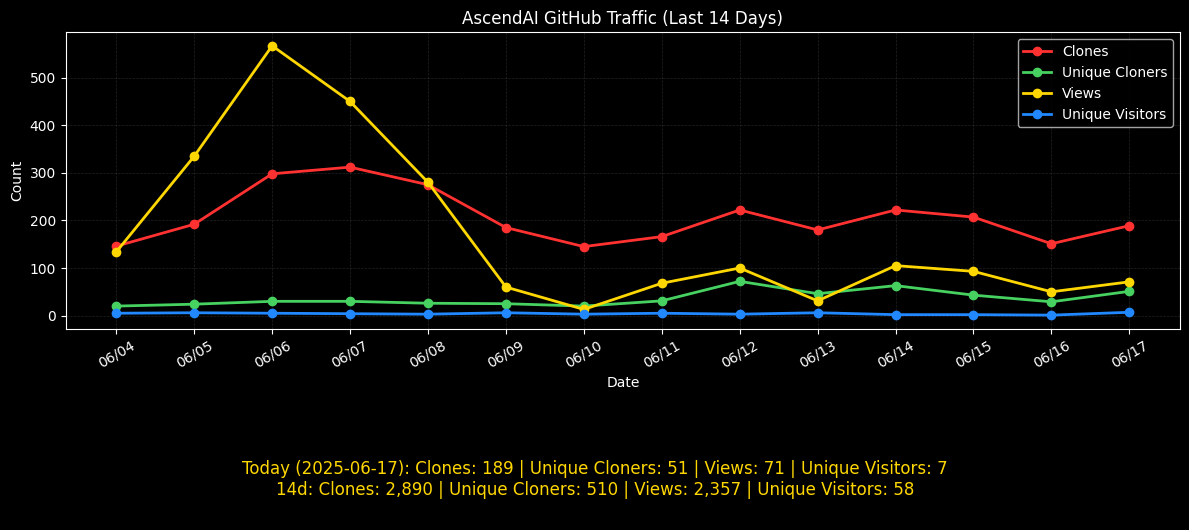 AscendAI GitHub Traffic (Last 14 Days)
Clones
Unique Cloners
Views
Unique Visitors
Count
500
400
300
200
100
0
06/04 06/05 06/06 06/07 06/08 06/09 06/10 06/11 06/12 06/13 06/14 06/15 06/16 06/17
Date
Today (2025-06-17): Clones: 189 | Unique Cloners: 51 | Views: 71 | Unique Visitors: 7
14d: Clones: 2,890 | Unique Cloners: 510 | Views: 2,357 | Unique Visitors: 58